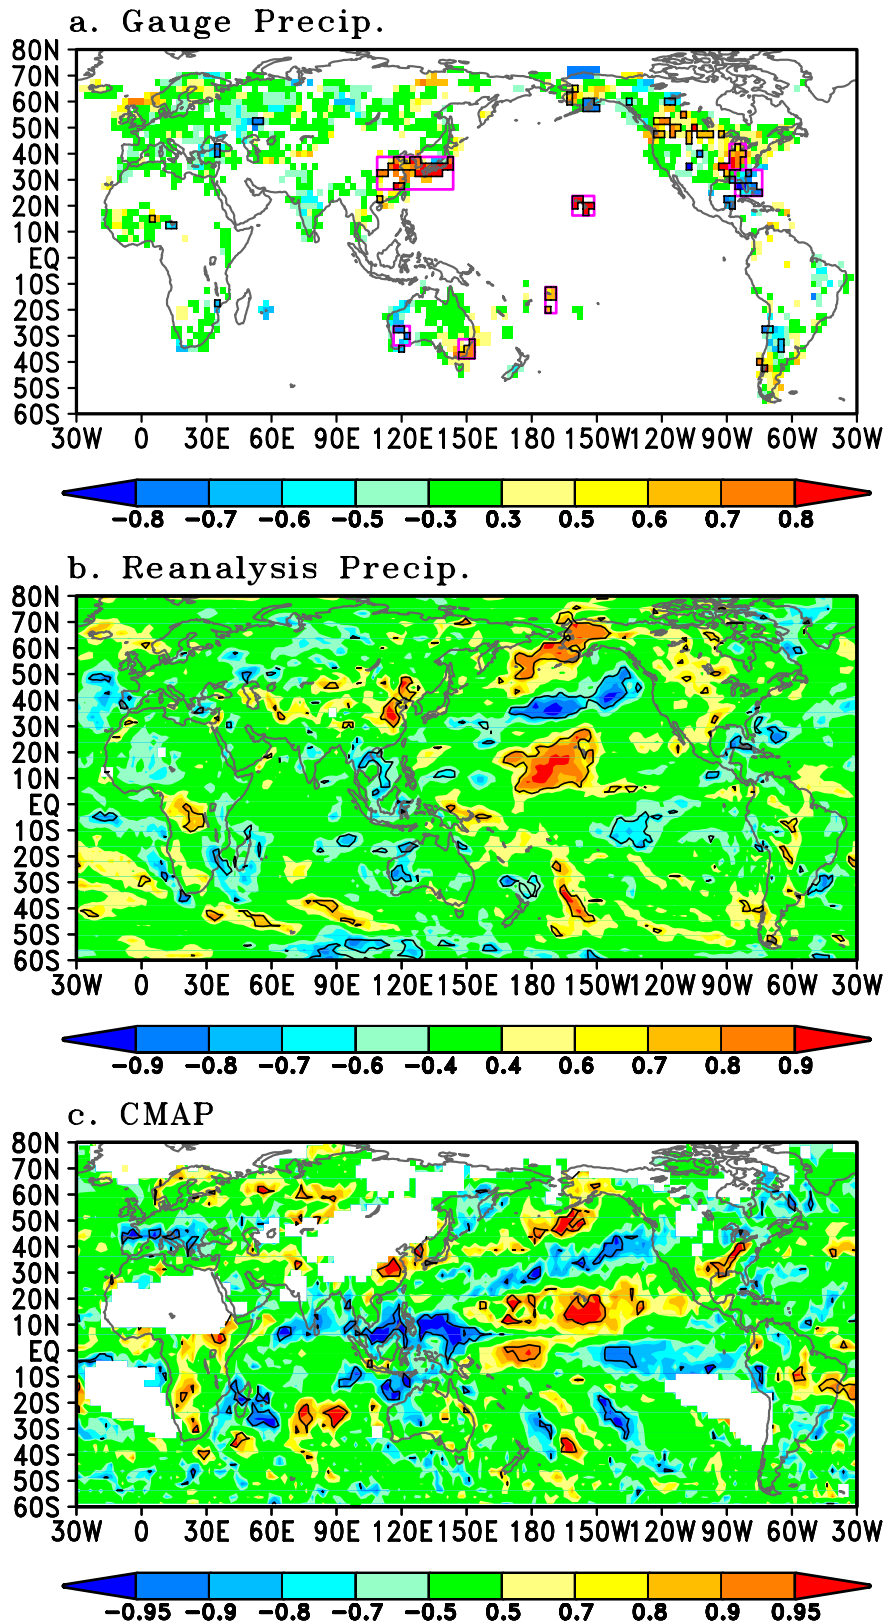 a. Gauge Precip.
80N
70N
60N
50N
40N
30N
20N
10N
EQ
10S
20S
30S
40S
50S
60S
30W 0 30E 60E 90E 120E 150E 180 150W 120W 90W 60W 30W
-0.8 -0.7 -0.6 -0.5 -0.3 0.3 0.5 0.6 0.7 0.8
b. Reanalysis Precip.
80N
70N
60N
50N
40N
30N
20N
10N
EQ
10S
20S
30S
40S
50S
60S
30W 0 30E 60E 90E 120E 150E 180 150W 120W 90W 60W 30W
-0.9 -0.8 -0.7 -0.6 -0.4 0.4 0.6 0.7 0.8 0.9
c. CMAP
80N
70N
60N
50N
40N
30N
20N
10N
EQ
10S
20S
30S
40S
50S
60S
30W 0 30E 60E 90E 120E 150E 180 150W 120W 90W 60W 30W
-0.95 -0.9 -0.8 -0.7 -0.5 0.5 0.7 0.8 0.9 0.95